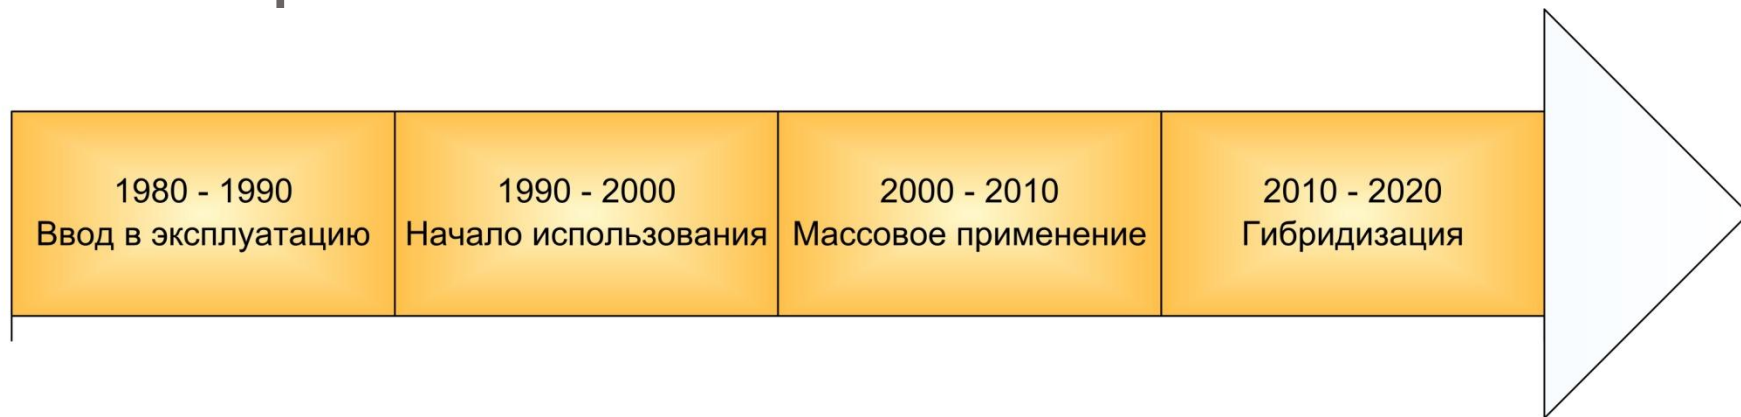 1980 - 1990
Ввод в эксплуатацию
1990 - 2000
Начало использования
2000 - 2010
Массовое применение
2010 - 2020
Гибридизация